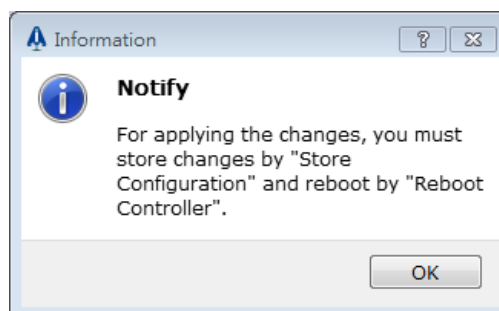 Information
Notify
For applying the changes, you must
store changes by "Store
Configuration" and reboot by "Reboot
Controller".
OK